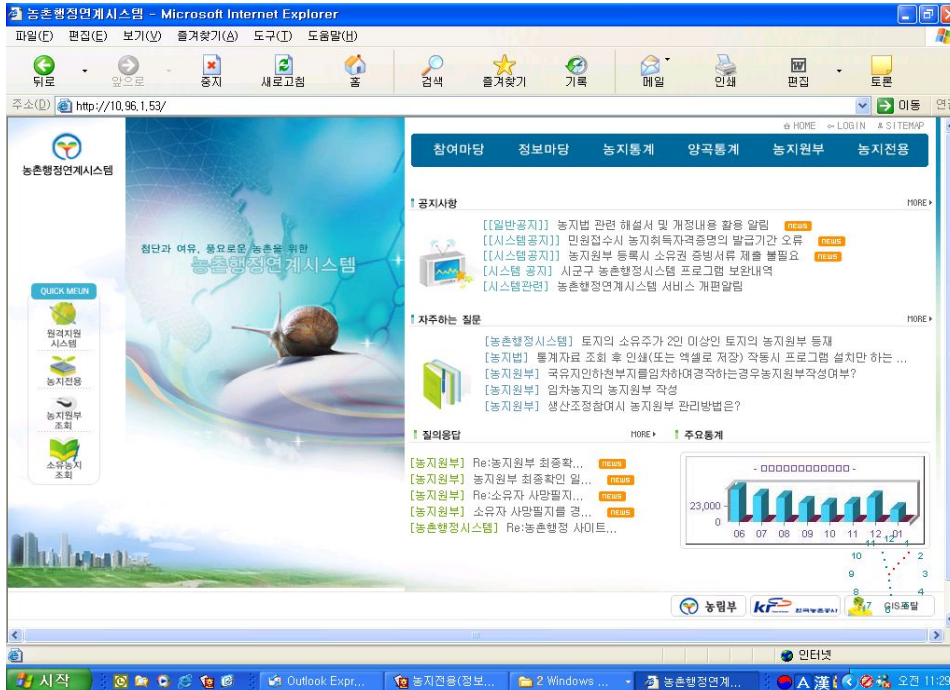 농촌행정연계시스템 - Microsoft Internet Explorer
파일(F) 편집(E) 보기(V) 즐겨찾기(A) 도구(T) 도움말(H)
뒤로 앞으로 중지 새로고침 홈 검색 즐겨찾기 기록 메일 인쇄 편집 토론
주소(D) http://10.96.1.53/ 이동
HOME LOGIN SITEMAP
농촌행정연계시스템
참여마당 정보마당 농지통계 양곡통계 농지원부 농지전용
첨단과 여유, 풍요로운 농촌을 위한
농촌행정연계시스템
QUICK MEUN
원격지원
시스템
농지전용
농지원부
조회
소유농지
조회
공지사항 MORE
[[일반공지]] 농지법 관련 해설서 및 개정내용 활용 알림 news
[[시스템공지]] 민원접수시 농지취득자격증명의 발급기간 오류 news
[[시스템공지]] 농지원부 등록시 소유권 증빙서류 제출 불필요 news
[시스템 공지] 시군구 농촌행정시스템 프로그램 보완내역
[시스템관련] 농촌행정연계시스템 서비스 개편알림
자주하는 질문 MORE
[농촌행정시스템] 토지의 소유주가 2인 이상인 토지의 농지원부 등재
[농지법] 통계자료 조회 후 인쇄(또는 엑셀로 저장) 작동시 프로그램 설치만 하는 ...
[농지원부] 국유지인하천부지를임차하여경작하는경우농지원부작성여부?
[농지원부] 임차농지의 농지원부 작성
[농지원부] 생산조정참여시 농지원부 관리방법은?
질의응답 MORE
[농지원부] Re:농지원부 최종확... news
[농지원부] 농지원부 최종확인 일... news
[농지원부] Re:소유자 사망필지... news
[농지원부] 소유자 사망필지를 경... news
[농촌행정시스템] Re:농촌행정 사이트...
주요통계
- □□□□□□□□□□□□ -
23,000
0
06 07 08 09 10 11 12 01
11 12
10 2
9 3
8 4
7 6
농림부 한국농촌공사 GIS포탈
인터넷
시작 Outlook Expr... 농지전용(정보... 2 Windows ... 농촌행정연계... A 漢 오전 11:29